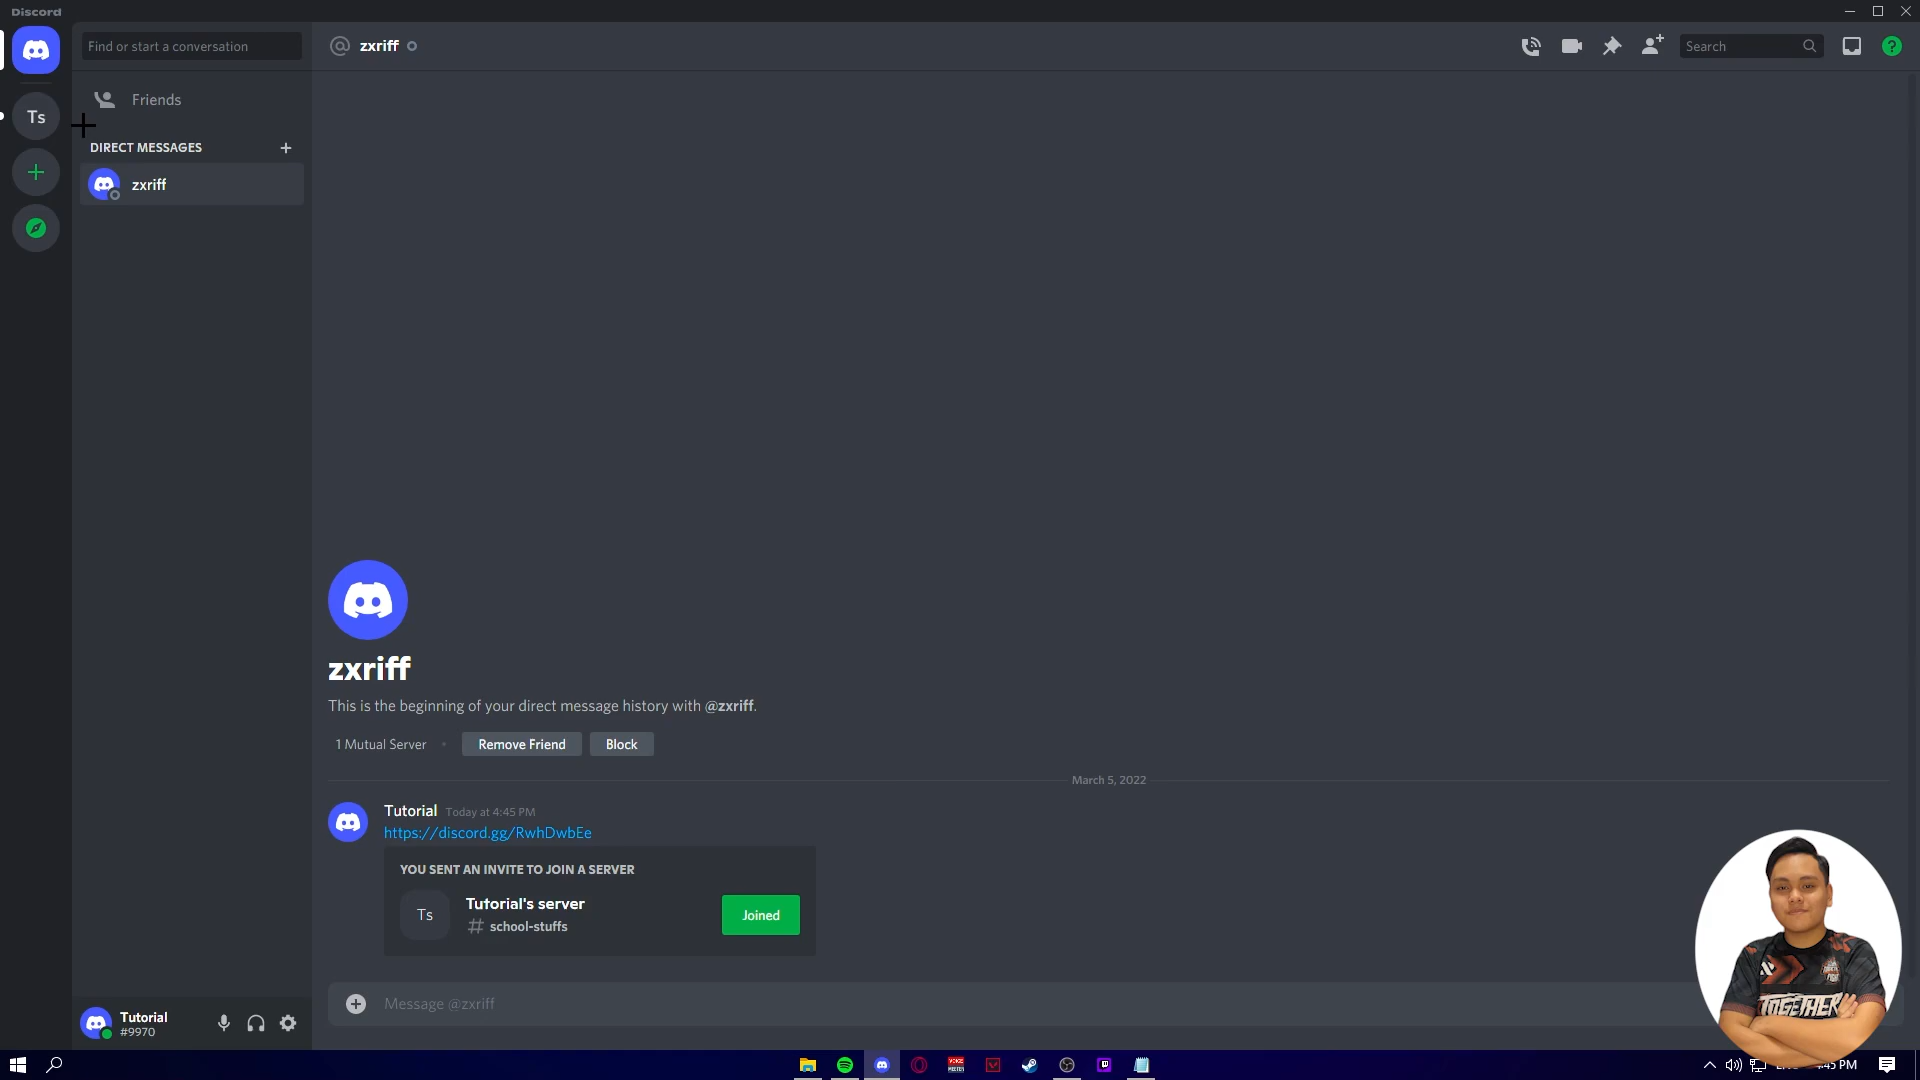 Discord
Find or start a conversation
zxriff
Search
Friends
Ts
DIRECT MESSAGES
zxriff
zxriff
This is the beginning of your direct message history with @zxriff.
1 Mutual Server
Remove Friend
Block
March 5, 2022
Tutorial Today at 4:45 PM
https://discord.gg/RwhDwbEe
YOU SENT AN INVITE TO JOIN A SERVER
Ts
Tutorial's server
# school-stuffs
Joined
Message @zxriff
Tutorial
#9970
TOGETHER
:45 PM